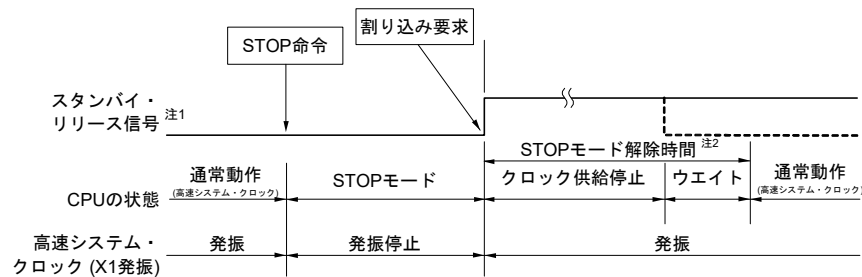 割り込み要求
STOP命令
スタンバイ・
リリース信号 注1
STOPモード解除時間 注2
通常動作
(高速システム・クロック)
STOPモード
クロック供給停止
ウエイト
通常動作
(高速システム・クロック)
CPUの状態
高速システム・
クロック (X1発振)
発振
発振停止
発振